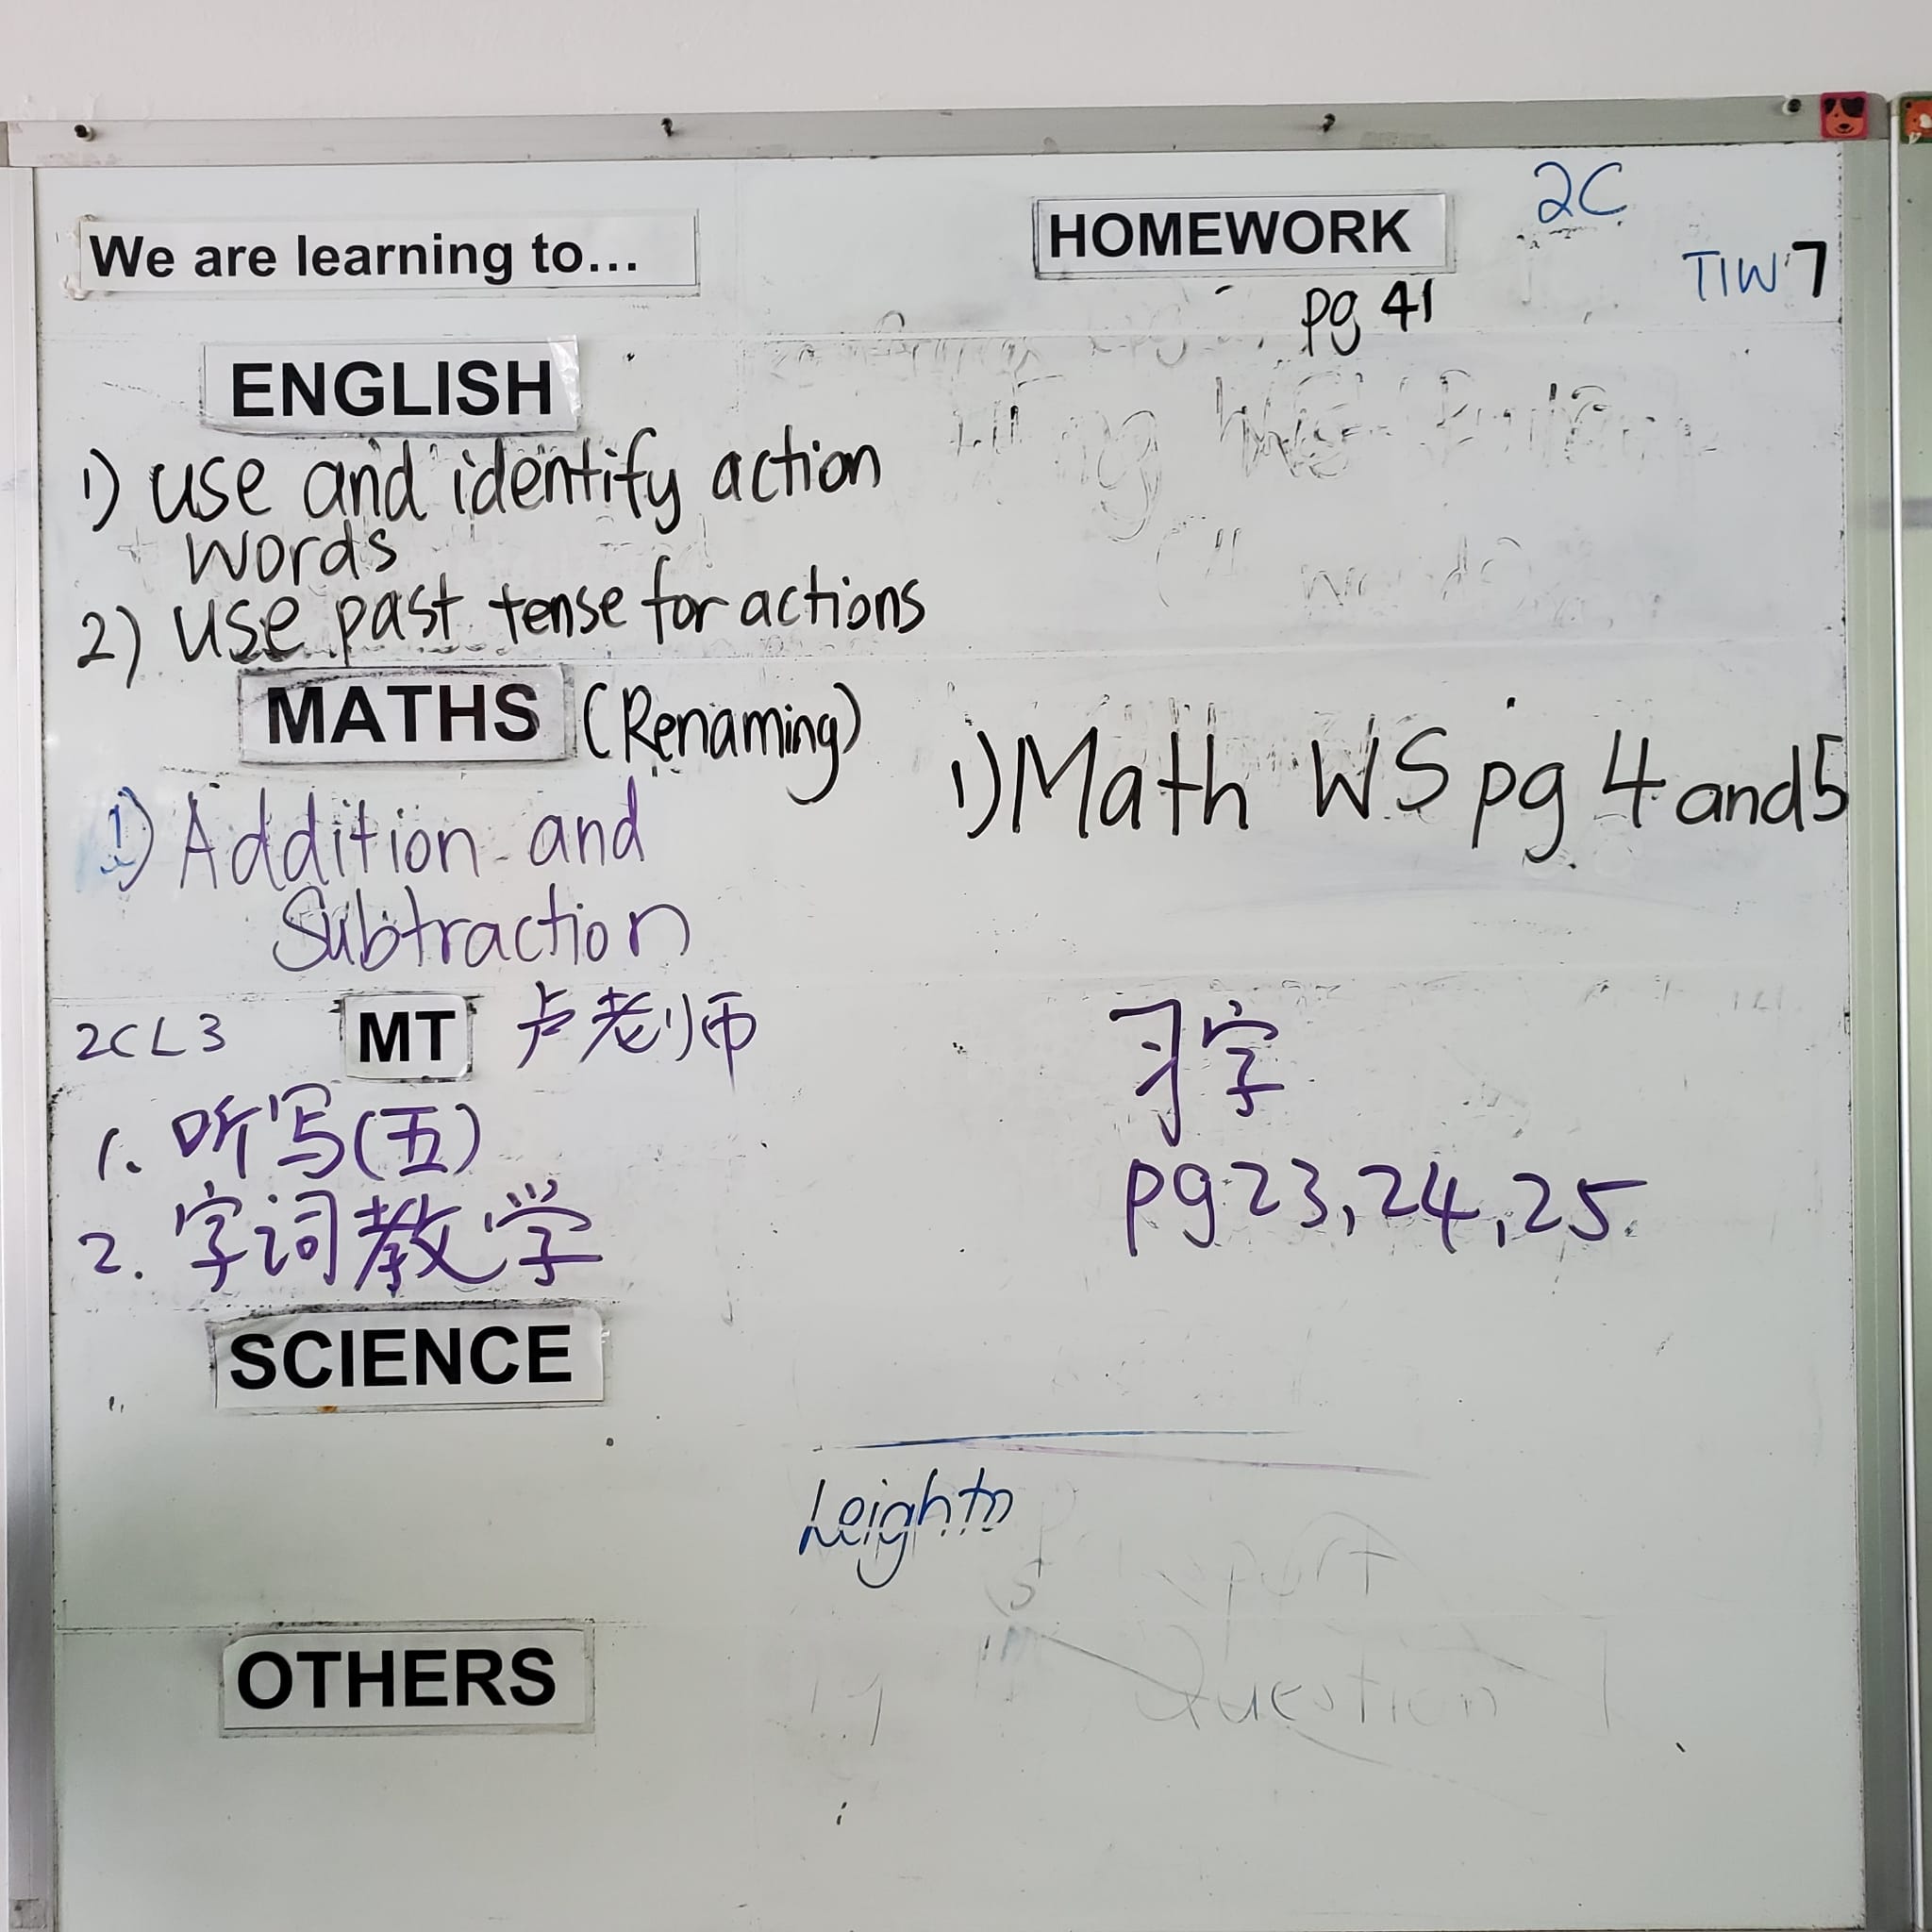 We are learning to...
HOMEWORK
2C
T1W7
pg 41
ENGLISH
1) use and identify action
words
2) use past tense for actions
MATHS (Renaming)
1) Addition and
Subtraction
1) Math WS pg 4 and 5
2CL3 MT 卢老师
1. 听写(五)
2. 字词教学
习字
pg 23, 24, 25
SCIENCE
Leightn
OTHERS
Question